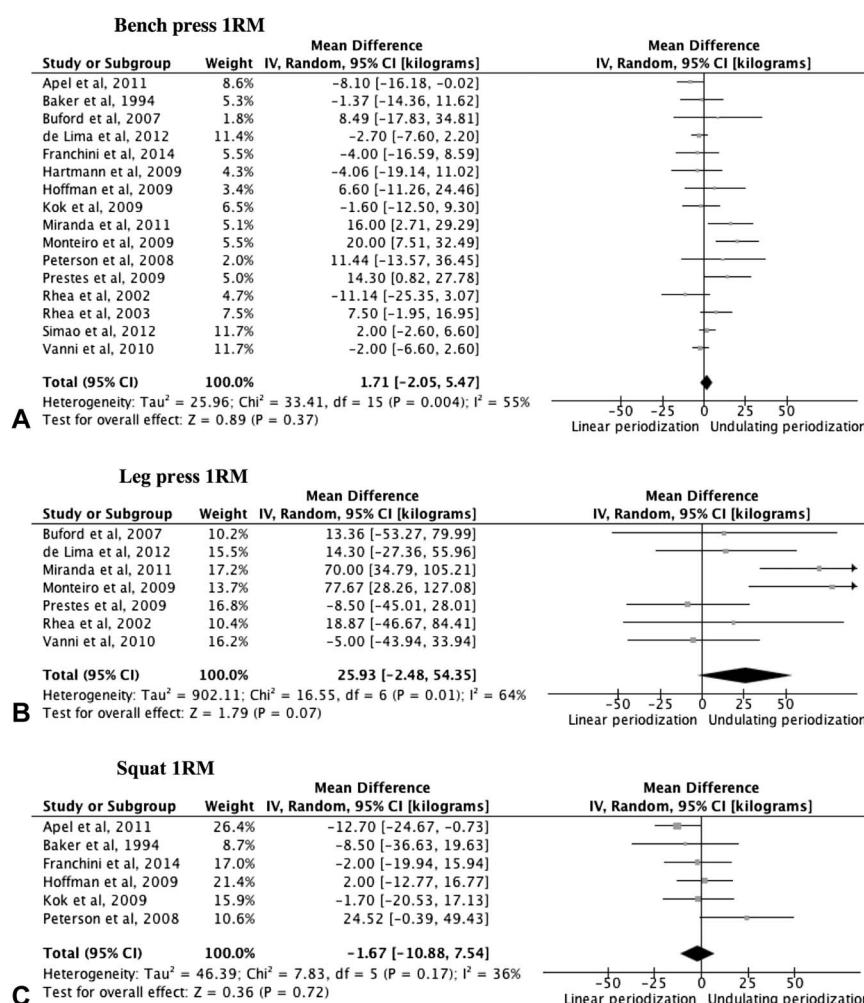 Bench press 1RM
Mean Difference Mean Difference
Study or Subgroup Weight IV, Random, 95% CI [kilograms] IV, Random, 95% CI [kilograms]
Apel et al, 2011 8.6% -8.10 [-16.18, -0.02]
Baker et al, 1994 5.3% -1.37 [-14.36, 11.62]
Buford et al, 2007 1.8% 8.49 [-17.83, 34.81]
de Lima et al, 2012 11.4% -2.70 [-7.60, 2.20]
Franchini et al, 2014 5.5% -4.00 [-16.59, 8.59]
Hartmann et al, 2009 4.3% -4.06 [-19.14, 11.02]
Hoffman et al, 2009 3.4% 6.60 [-11.26, 24.46]
Kok et al, 2009 6.5% -1.60 [-12.50, 9.30]
Miranda et al, 2011 5.1% 16.00 [2.71, 29.29]
Monteiro et al, 2009 5.5% 20.00 [7.51, 32.49]
Peterson et al, 2008 2.0% 11.44 [-13.57, 36.45]
Prestes et al, 2009 5.0% 14.30 [0.82, 27.78]
Rhea et al, 2002 4.7% -11.14 [-25.35, 3.07]
Rhea et al, 2003 7.5% 7.50 [-1.95, 16.95]
Simao et al, 2012 11.7% 2.00 [-2.60, 6.60]
Vanni et al, 2010 11.7% -2.00 [-6.60, 2.60]
Total (95% CI) 100.0% 1.71 [-2.05, 5.47]
Heterogeneity: Tau² = 25.96; Chi² = 33.41, df = 15 (P = 0.004); I² = 55%
-50 -25 0 25 50
A Test for overall effect: Z = 0.89 (P = 0.37)
Linear periodization Undulating periodization
Leg press 1RM
Mean Difference Mean Difference
Study or Subgroup Weight IV, Random, 95% CI [kilograms] IV, Random, 95% CI [kilograms]
Buford et al, 2007 10.2% 13.36 [-53.27, 79.99]
de Lima et al, 2012 15.5% 14.30 [-27.36, 55.96]
Miranda et al, 2011 17.2% 70.00 [34.79, 105.21]
Monteiro et al, 2009 13.7% 77.67 [28.26, 127.08]
Prestes et al, 2009 16.8% -8.50 [-45.01, 28.01]
Rhea et al, 2002 10.4% 18.87 [-46.67, 84.41]
Vanni et al, 2010 16.2% -5.00 [-43.94, 33.94]
Total (95% CI) 100.0% 25.93 [-2.48, 54.35]
Heterogeneity: Tau² = 902.11; Chi² = 16.55, df = 6 (P = 0.01); I² = 64%
-50 -25 0 25 50
B Test for overall effect: Z = 1.79 (P = 0.07)
Linear periodization Undulating periodization
Squat 1RM
Mean Difference Mean Difference
Study or Subgroup Weight IV, Random, 95% CI [kilograms] IV, Random, 95% CI [kilograms]
Apel et al, 2011 26.4% -12.70 [-24.67, -0.73]
Baker et al, 1994 8.7% -8.50 [-36.63, 19.63]
Franchini et al, 2014 17.0% -2.00 [-19.94, 15.94]
Hoffman et al, 2009 21.4% 2.00 [-12.77, 16.77]
Kok et al, 2009 15.9% -1.70 [-20.53, 17.13]
Peterson et al, 2008 10.6% 24.52 [-0.39, 49.43]
Total (95% CI) 100.0% -1.67 [-10.88, 7.54]
Heterogeneity: Tau² = 46.39; Chi² = 7.83, df = 5 (P = 0.17); I² = 36%
-50 -25 0 25 50
C Test for overall effect: Z = 0.36 (P = 0.72)
Linear periodization Undulating periodization